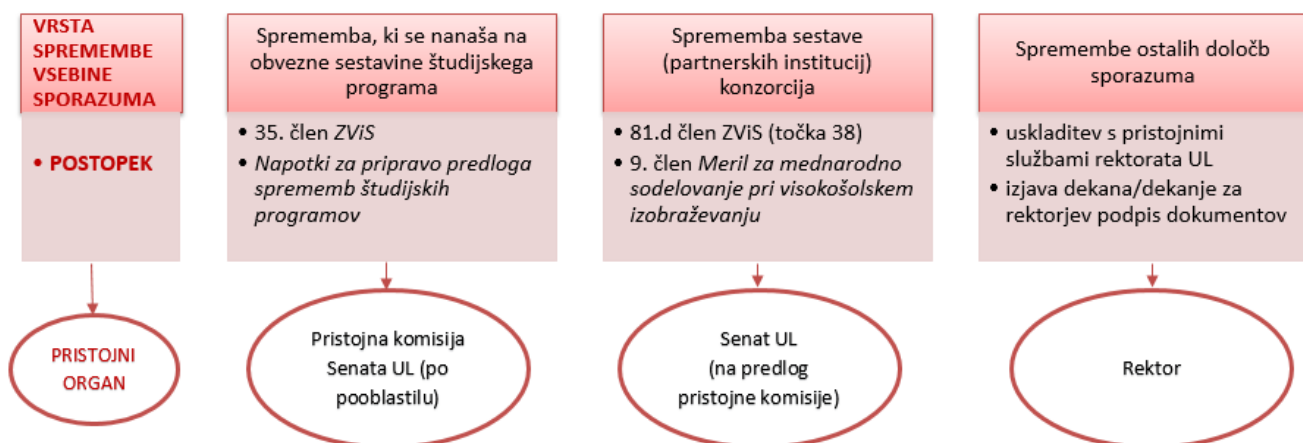 VRSTA
SPREMEMBE
VSEBINE
SPORAZUMA
• POSTOPEK
PRISTOJNI
ORGAN
Sprememba, ki se nanaša na
obvezne sestavine študijskega
programa
• 35. člen ZViS
• Napotki za pripravo predloga
sprememb študijskih
programov
Pristojna komisija
Senata UL (po
pooblastilu)
Sprememba sestave
(partnerskih institucij)
konzorcija
• 81.d člen ZViS (točka 38)
• 9. člen Meril za mednarodno
sodelovanje pri visokošolskem
izobraževanju
Senat UL
(na predlog
pristojne komisije)
Spremembe ostalih določb
sporazuma
• uskladitev s pristojnimi
službami rektorata UL
• izjava dekana/dekanje za
rektorjev podpis dokumentov
Rektor